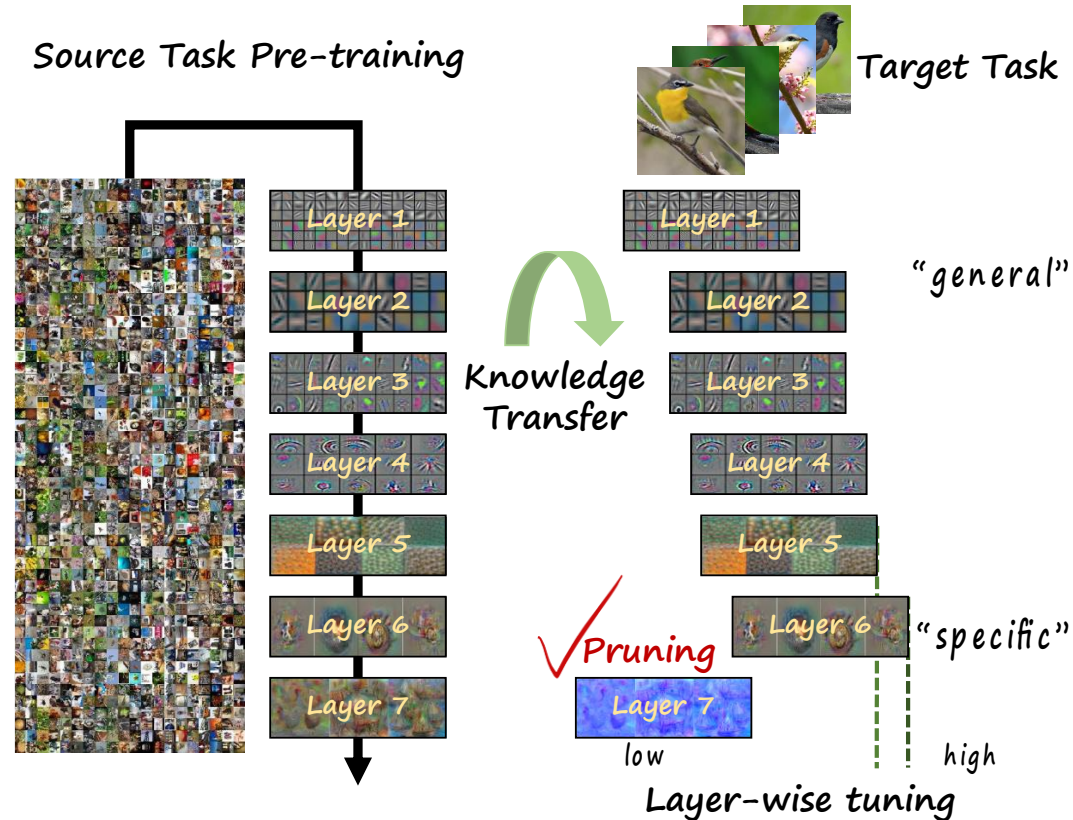 Source Task Pre-training
Target Task
Layer 1
Layer 2
Layer 3
Layer 4
Layer 5
Layer 6
Layer 7
Knowledge
Transfer
Layer 1
Layer 2
Layer 3
Layer 4
Layer 5
Layer 6
Pruning
Layer 7
“general”
“specific”
low
high
Layer-wise tuning